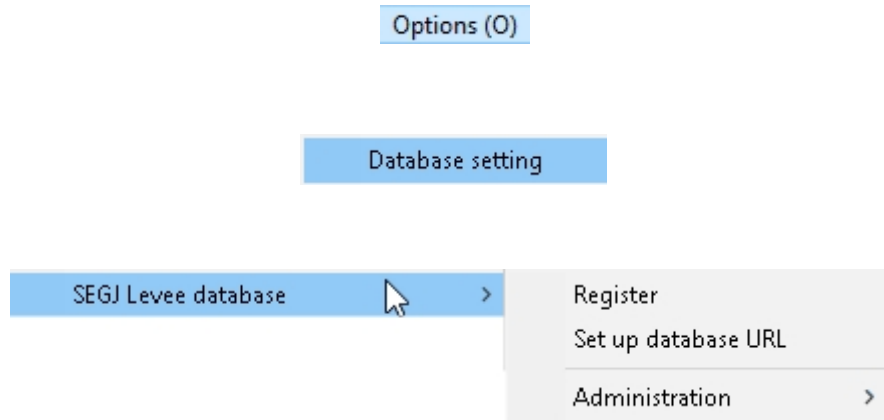 Options (O)
Database setting
SEGJ Levee database
Register
Set up database URL
Administration